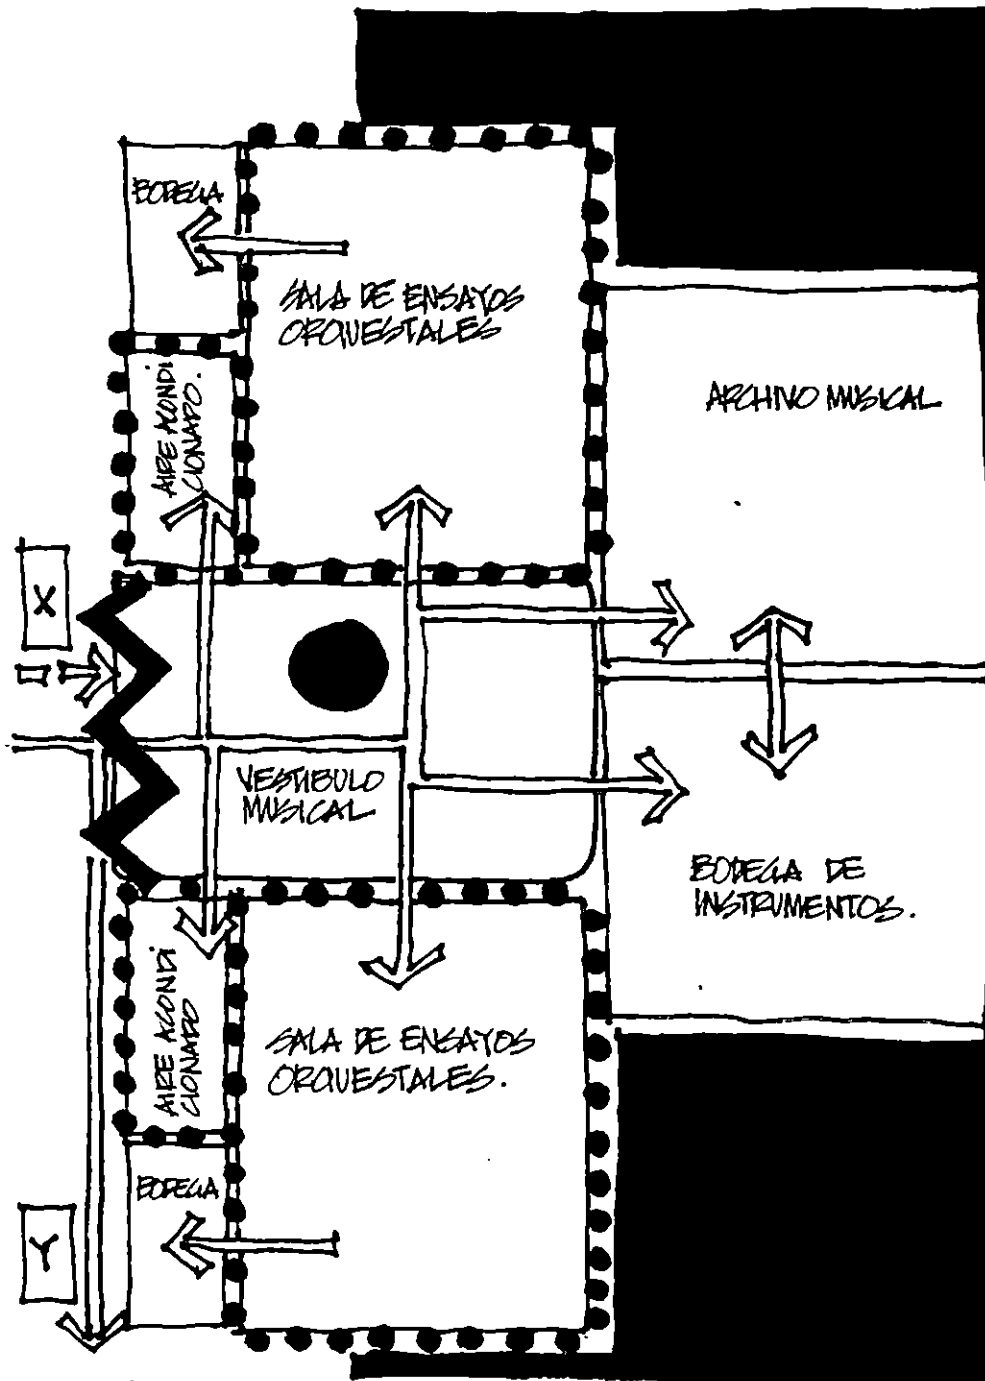 BODEGA
SALA DE ENSAYOS
ORQUESTALES
ARCHIVO MUSICAL
AIRE ACONDI
CIONADO.
X
VESTIBULO
MUSICAL
BODEGA DE
INSTRUMENTOS.
AIRE ACONDI
CIONADO
SALA DE ENSAYOS
ORQUESTALES.
BODEGA
Y